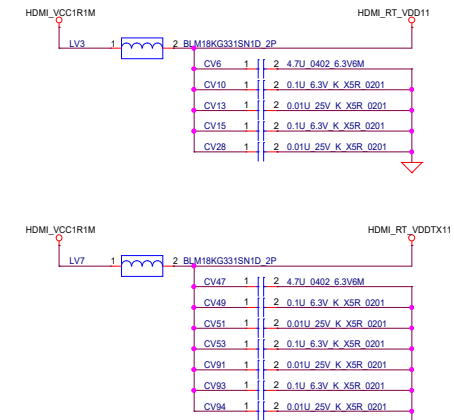 HDMI_VCC1R1M HDMI_RT_VDD11
LV3 1 2 BLM18KG331SN1D_2P
CV6 1 2 4.7U_0402_6.3V6M
CV10 1 2 0.1U_6.3V_K_X5R_0201
CV13 1 2 0.01U_25V_K_X5R_0201
CV15 1 2 0.1U_6.3V_K_X5R_0201
CV28 1 2 0.01U_25V_K_X5R_0201
HDMI_VCC1R1M HDMI_RT_VDDTX11
LV7 1 2 BLM18KG331SN1D_2P
CV47 1 2 4.7U_0402_6.3V6M
CV49 1 2 0.1U_6.3V_K_X5R_0201
CV51 1 2 0.01U_25V_K_X5R_0201
CV53 1 2 0.1U_6.3V_K_X5R_0201
CV91 1 2 0.01U_25V_K_X5R_0201
CV93 1 2 0.1U_6.3V_K_X5R_0201
CV94 1 2 0.01U_25V_K_X5R_0201